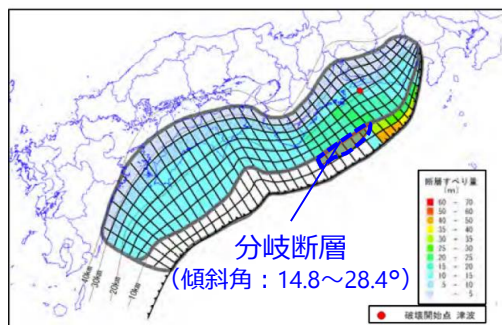 分岐断層
(傾斜角：14.8～28.4°)
40km
30km
20km
10km
断層すべり量
(m)
60 - 70
50 - 60
40 - 50
35 - 40
30 - 35
25 - 30
20 - 25
15 - 20
10 - 15
5 - 10
- 5
破壊開始点 津波